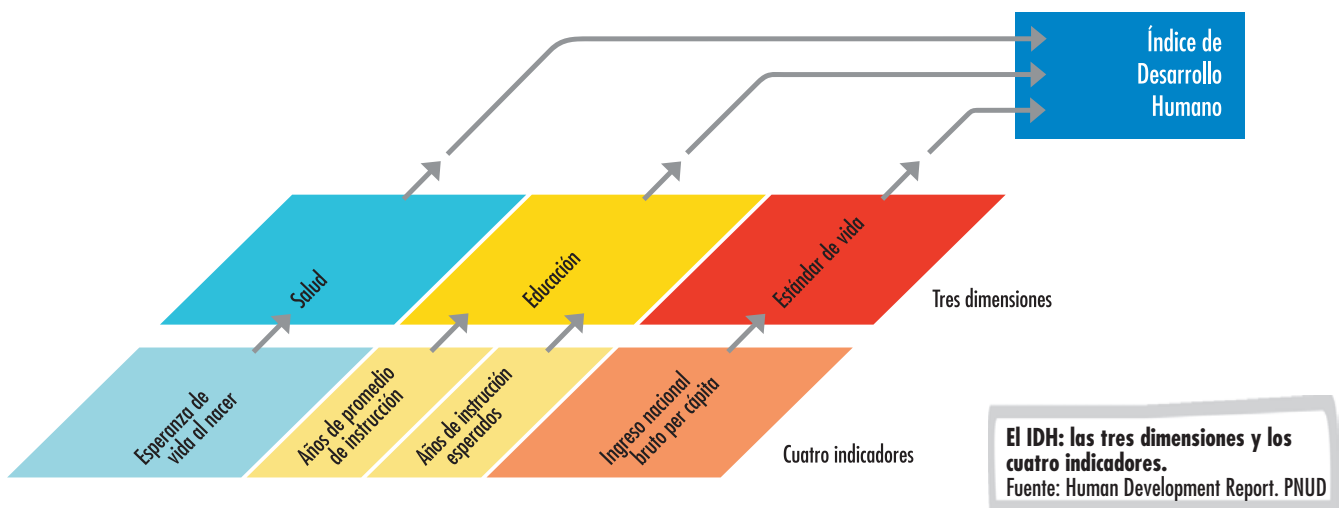 Índice de
Desarrollo
Humano
Salud
Educación
Estándar de vida
Tres dimensiones
Esperanza de
vida al nacer
Años de promedio
de instrucción
Años de instrucción
esperados
Ingreso nacional
bruto per cápita
Cuatro indicadores
El IDH: las tres dimensiones y los
cuatro indicadores.
Fuente: Human Development Report. PNUD